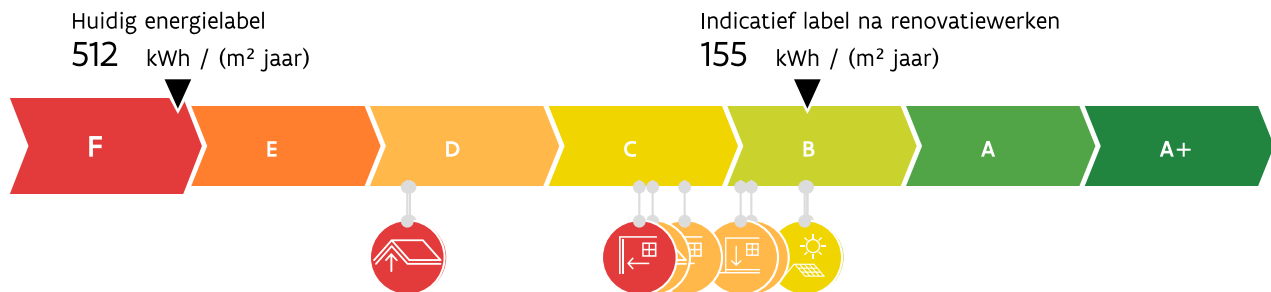 Huidig energielabel
512 kWh / (m² jaar)
Indicatief label na renovatiewerken
155 kWh / (m² jaar)
F E D C B A A+